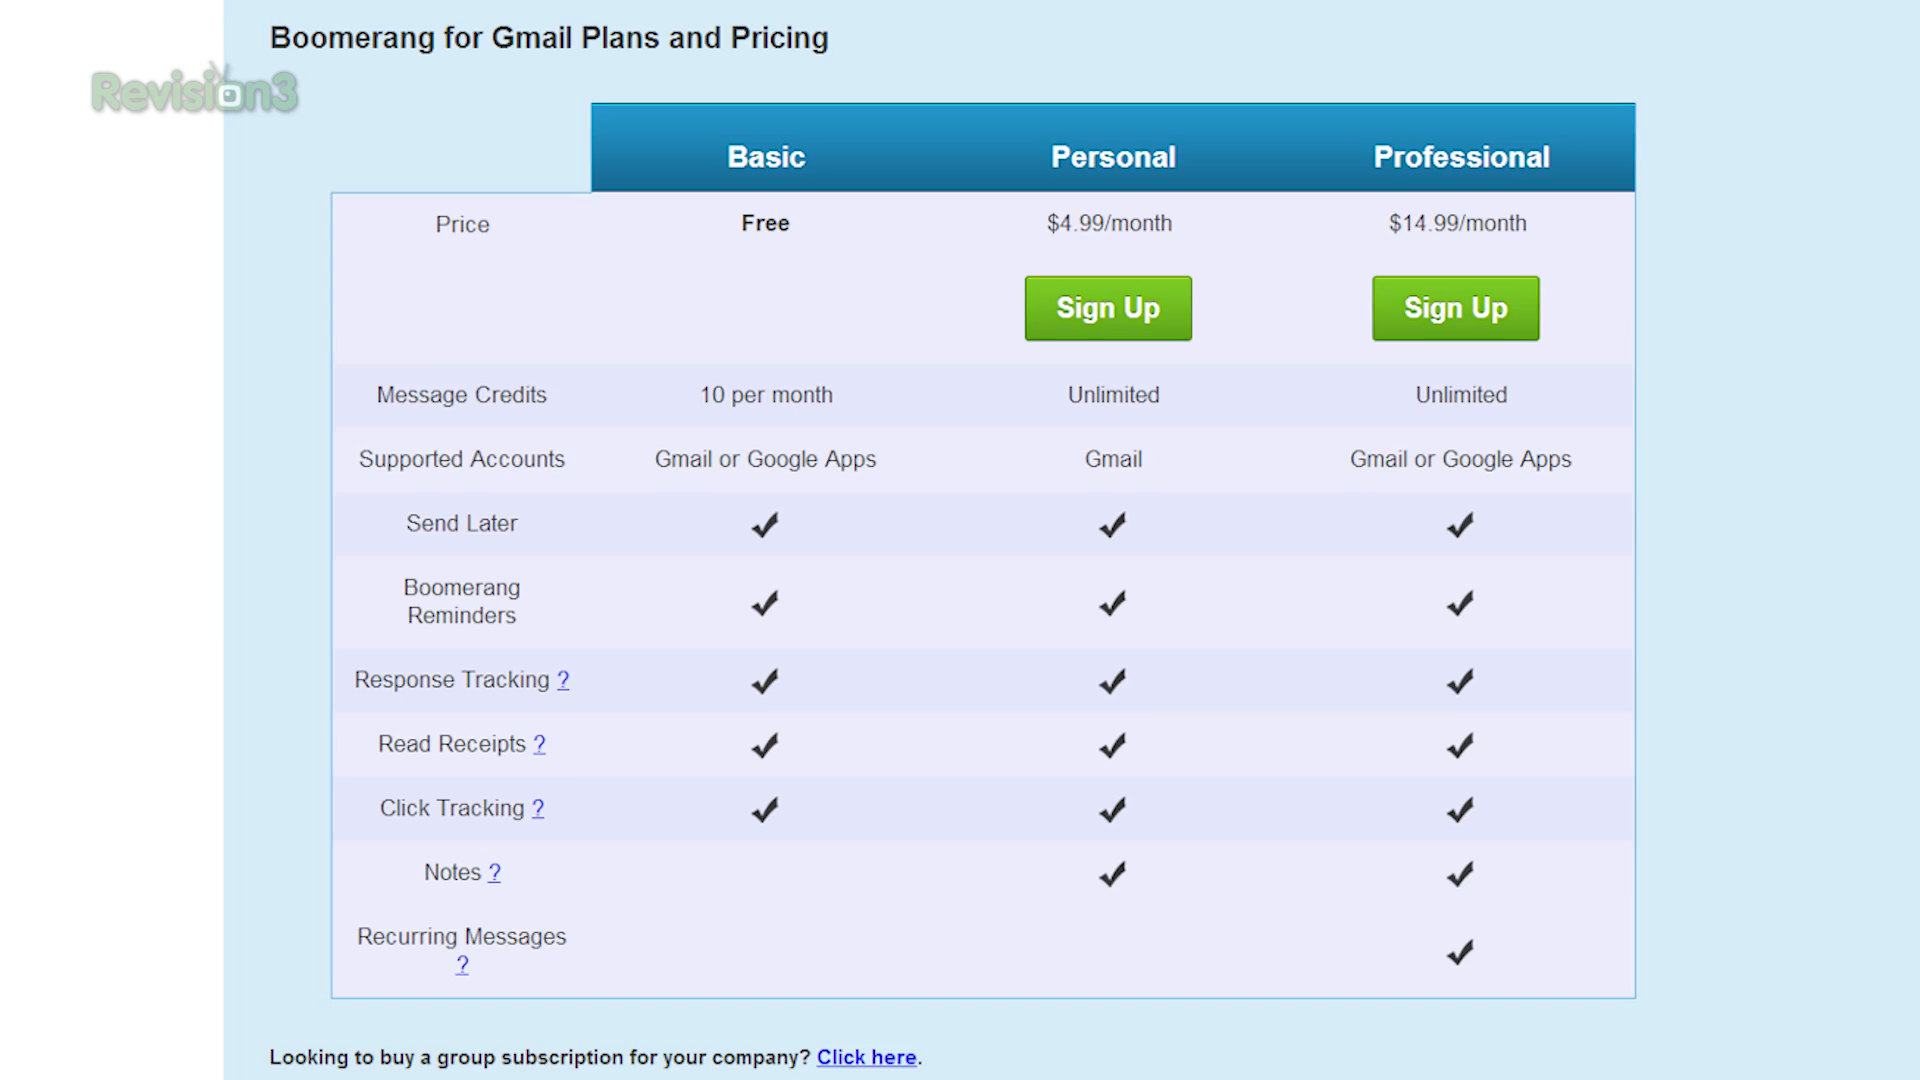 Boomerang for Gmail Plans and Pricing
Revision3
Basic Personal Professional
Price Free $4.99/month $14.99/month
Sign Up Sign Up
Message Credits 10 per month Unlimited Unlimited
Supported Accounts Gmail or Google Apps Gmail Gmail or Google Apps
Send Later
Boomerang
Reminders
Response Tracking ?
Read Receipts ?
Click Tracking ?
Notes ?
Recurring Messages
?
Looking to buy a group subscription for your company? Click here.